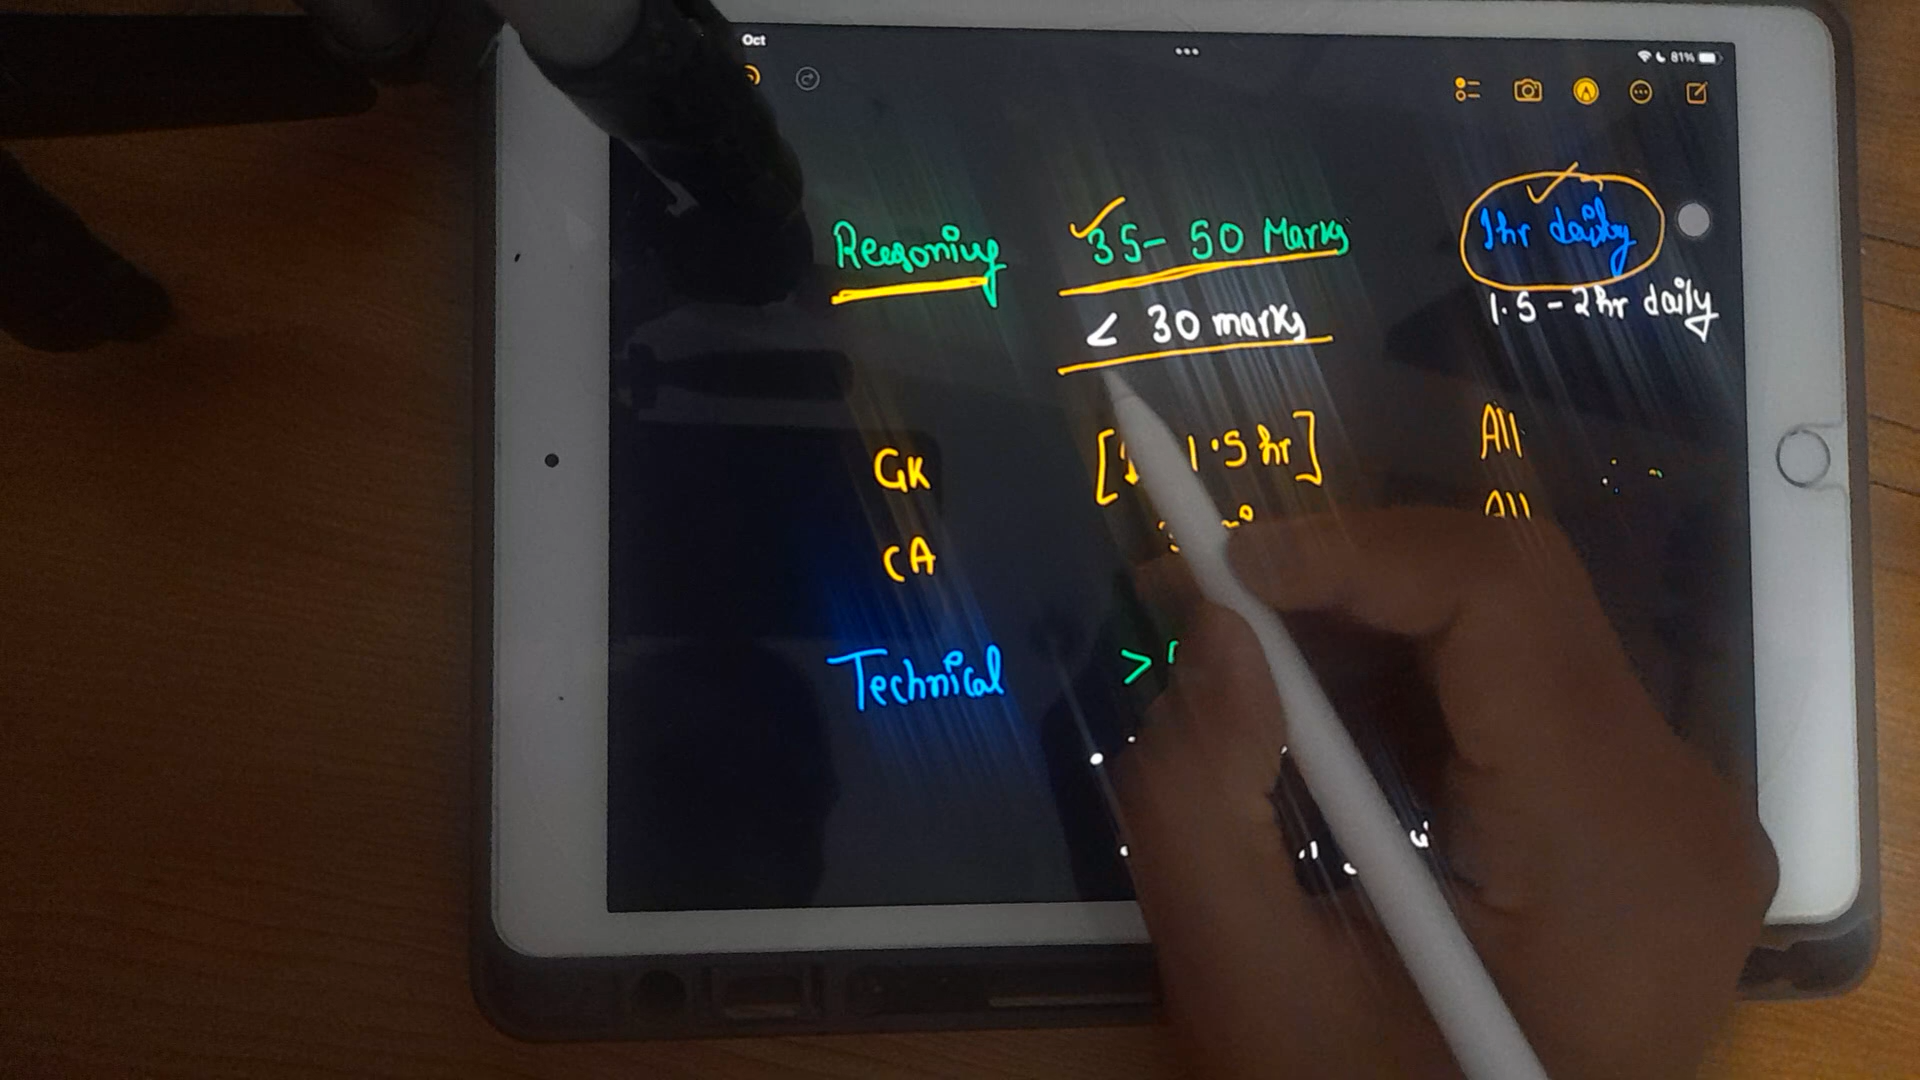 Oct
81%
Reasoning 35- 50 Marks 1hr daily
< 30 marks 1.5-2hr daily
GK 1.5 hr] All
CA All
Technical >